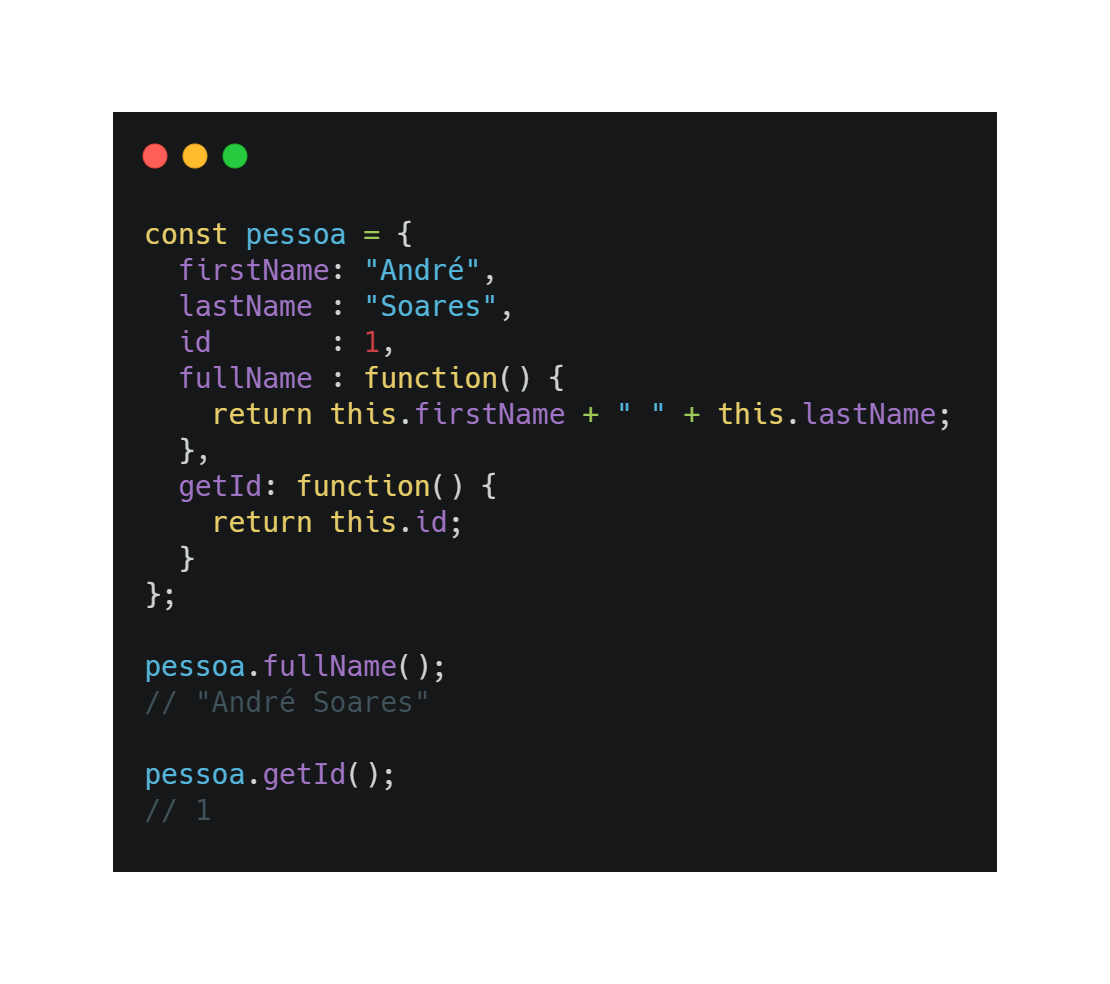 const pessoa = {
  firstName: "André",
  lastName : "Soares",
  id       : 1,
  fullName : function() {
    return this.firstName + " " + this.lastName;
  },
  getId: function() {
    return this.id;
  }
};

pessoa.fullName();
// "André Soares"

pessoa.getId();
// 1